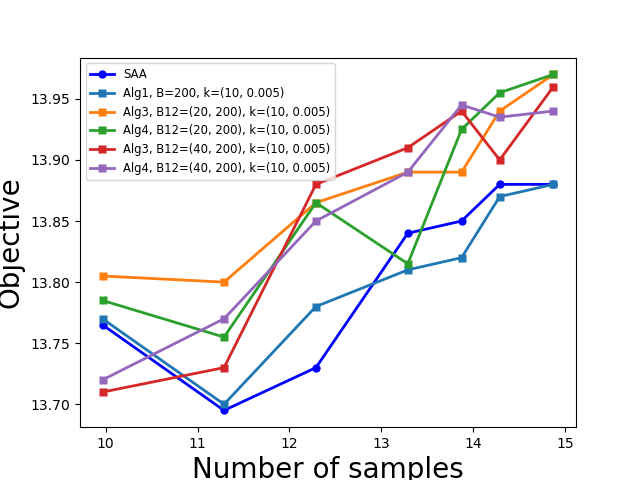 SAA
Alg1, B=200, k=(10, 0.005)
Alg3, B12=(20, 200), k=(10, 0.005)
Alg4, B12=(20, 200), k=(10, 0.005)
Alg3, B12=(40, 200), k=(10, 0.005)
Alg4, B12=(40, 200), k=(10, 0.005)
Objective
13.95
13.90
13.85
13.80
13.75
13.70
10 11 12 13 14 15
Number of samples